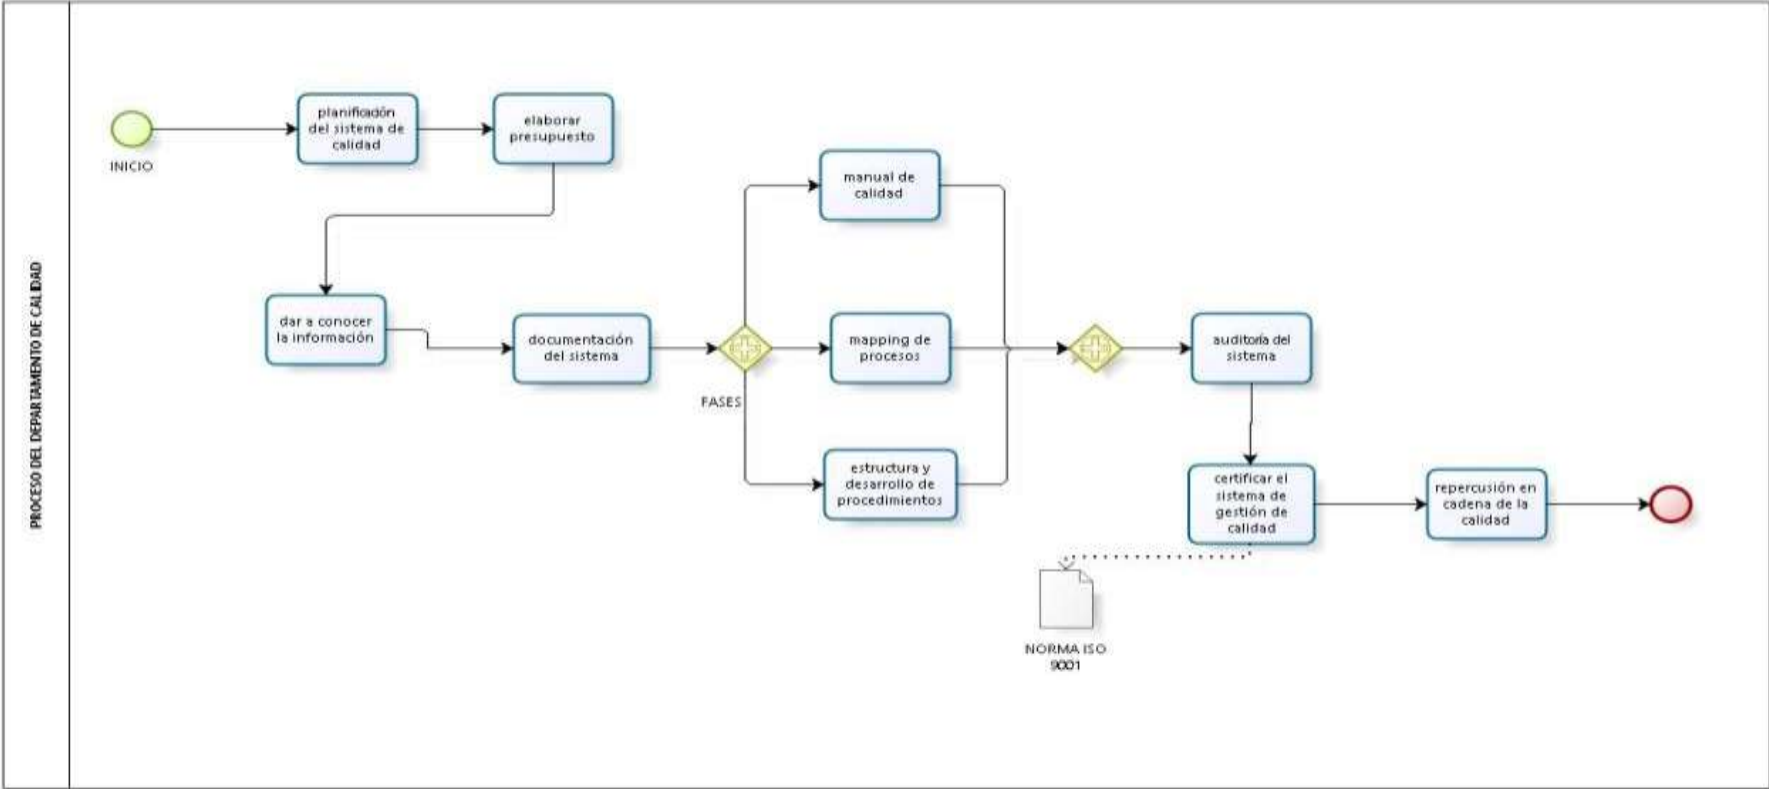 PROCESO DEL DEPARTAMENTO DE CALIDAD
INICIO
planificación
del sistema de
calidad
elaborar
presupuesto
dar a conocer
la información
documentación
del sistema
FASES
manual de
calidad
mapping de
procesos
estructura y
desarrollo de
procedimientos
auditoría del
sistema
certificar el
sistema de
gestión de
calidad
repercusión en
cadena de la
calidad
NORMA ISO
9001